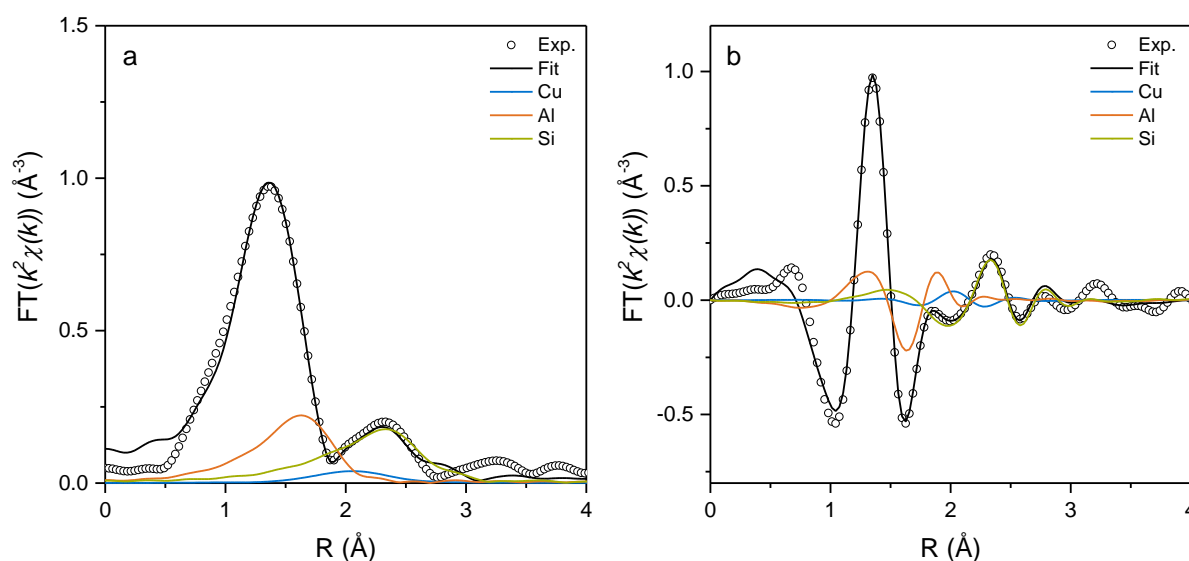 a
Exp.
Fit
Cu
Al
Si
1.5
1.0
0.5
0.0
FT(k²χ(k)) (Å⁻³)
0
1
2
3
4
R (Å)
b
Exp.
Fit
Cu
Al
Si
1.0
0.5
0.0
-0.5
FT(k²χ(k)) (Å⁻³)
0
1
2
3
4
R (Å)